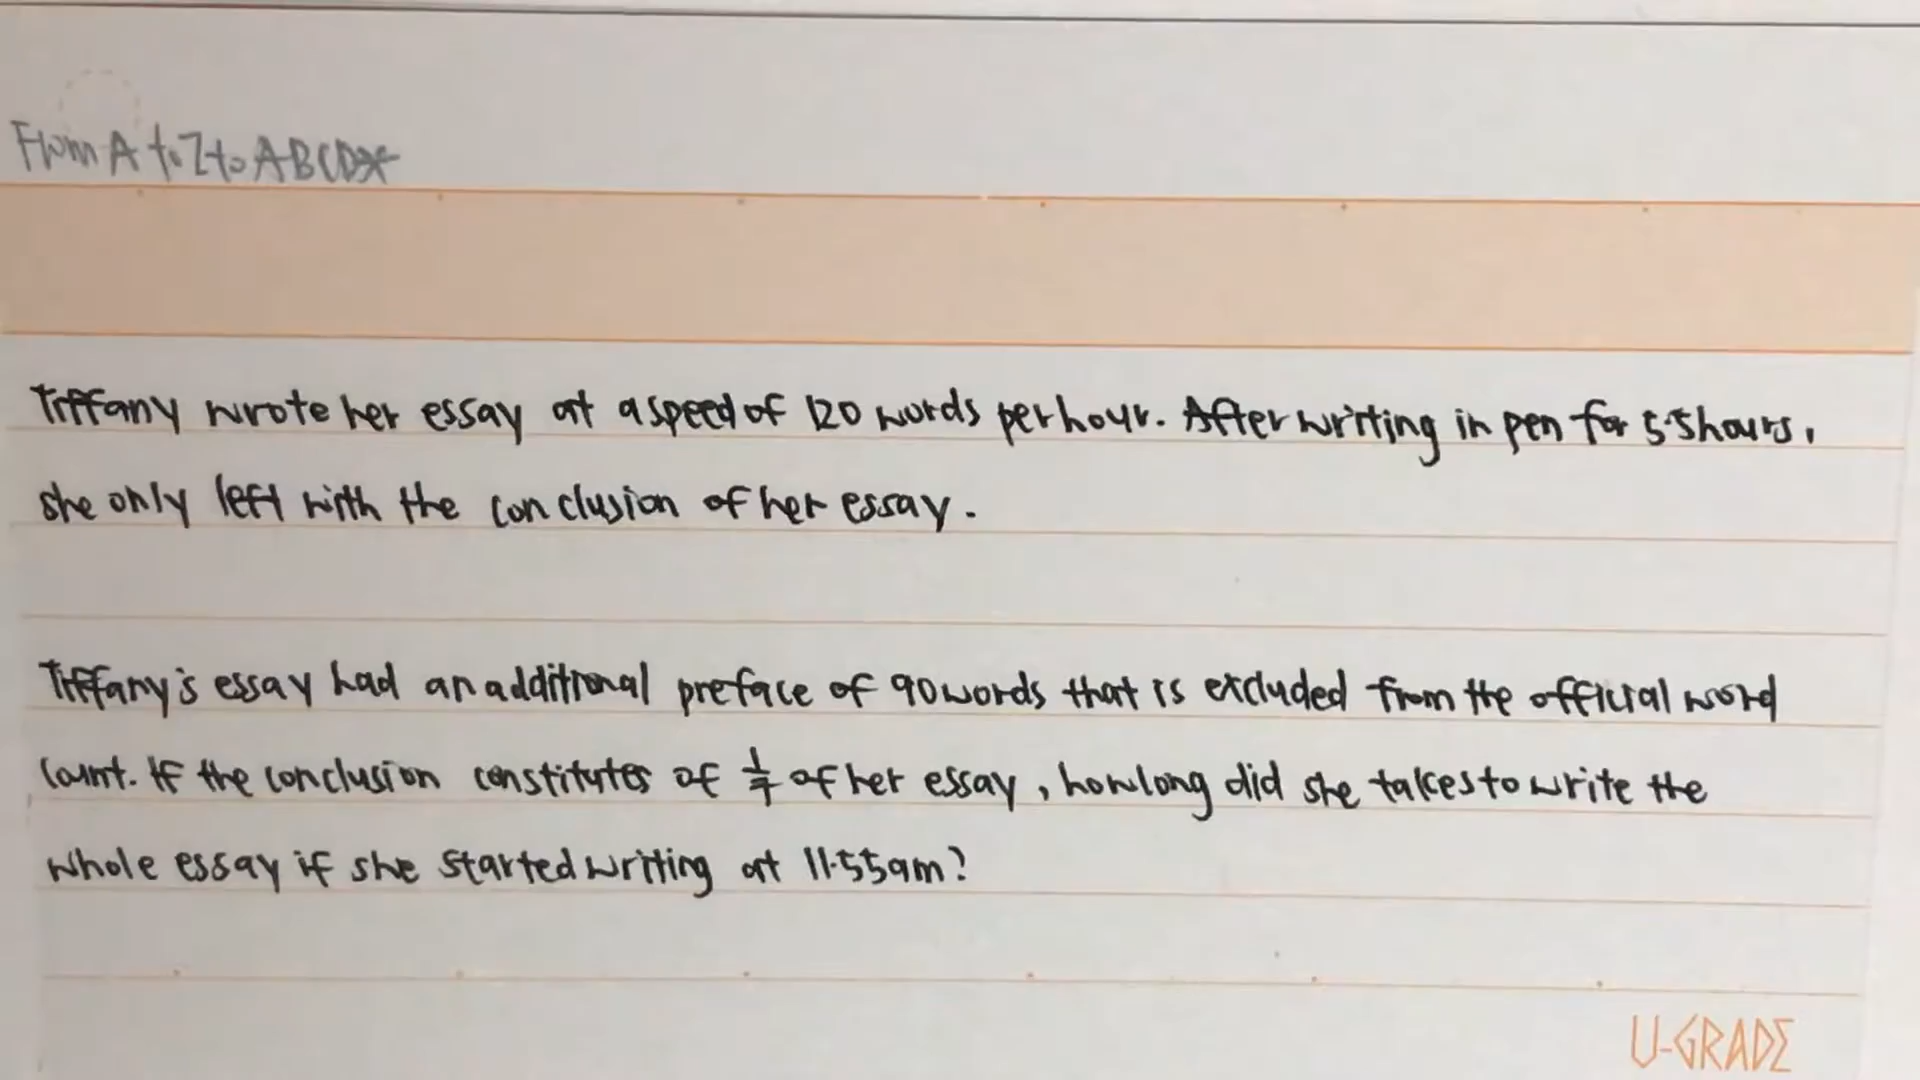 From A to Z to ABCD*
Tiffany wrote her essay at a speed of 120 words per hour. After writing in pen for 5.5 hours,
she only left with the conclusion of her essay.
Tiffany's essay had an additional preface of 90 words that is excluded from the official word
count. If the conclusion constitutes of 1/7 of her essay, how long did she takes to write the
whole essay if she started writing at 11.55am?
U-GRADE